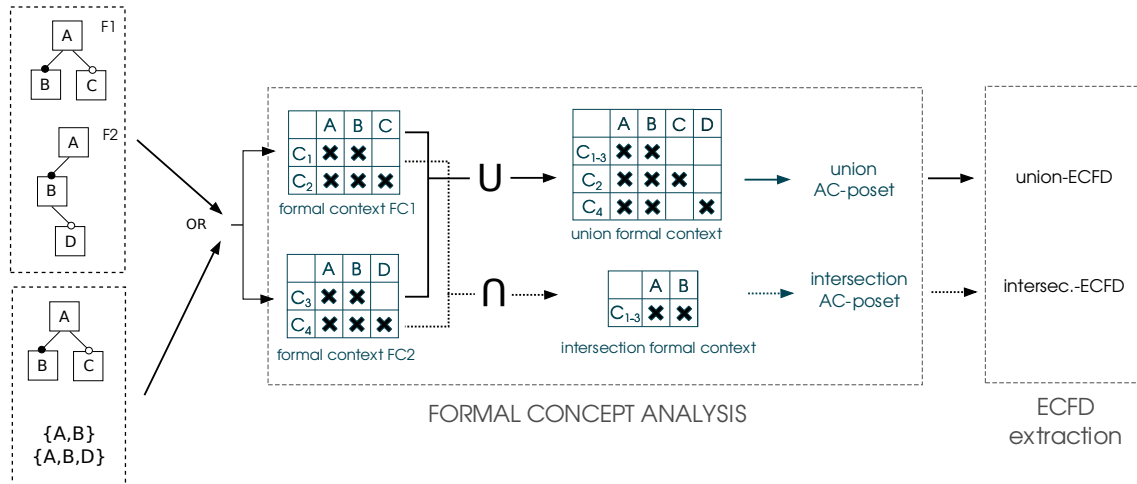 F1
A
B
C
F2
A
B
D
A
B
C
{A,B}
{A,B,D}
OR
A B C
C1
C2
formal context FC1
A B D
C3
C4
formal context FC2
∪
∩
A B C D
C1-3
C2
C4
union formal context
A B
C1-3
intersection formal context
union
AC-poset
intersection
AC-poset
FORMAL CONCEPT ANALYSIS
union-ECFD
intersec.-ECFD
ECFD
extraction